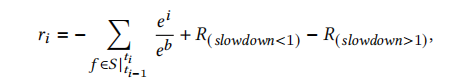 r_i = − ∑_{f∈S|_{t_{i−1}}^{t_i}} e^i / e^b + R_{(slowdown<1)} − R_{(slowdown>1)},